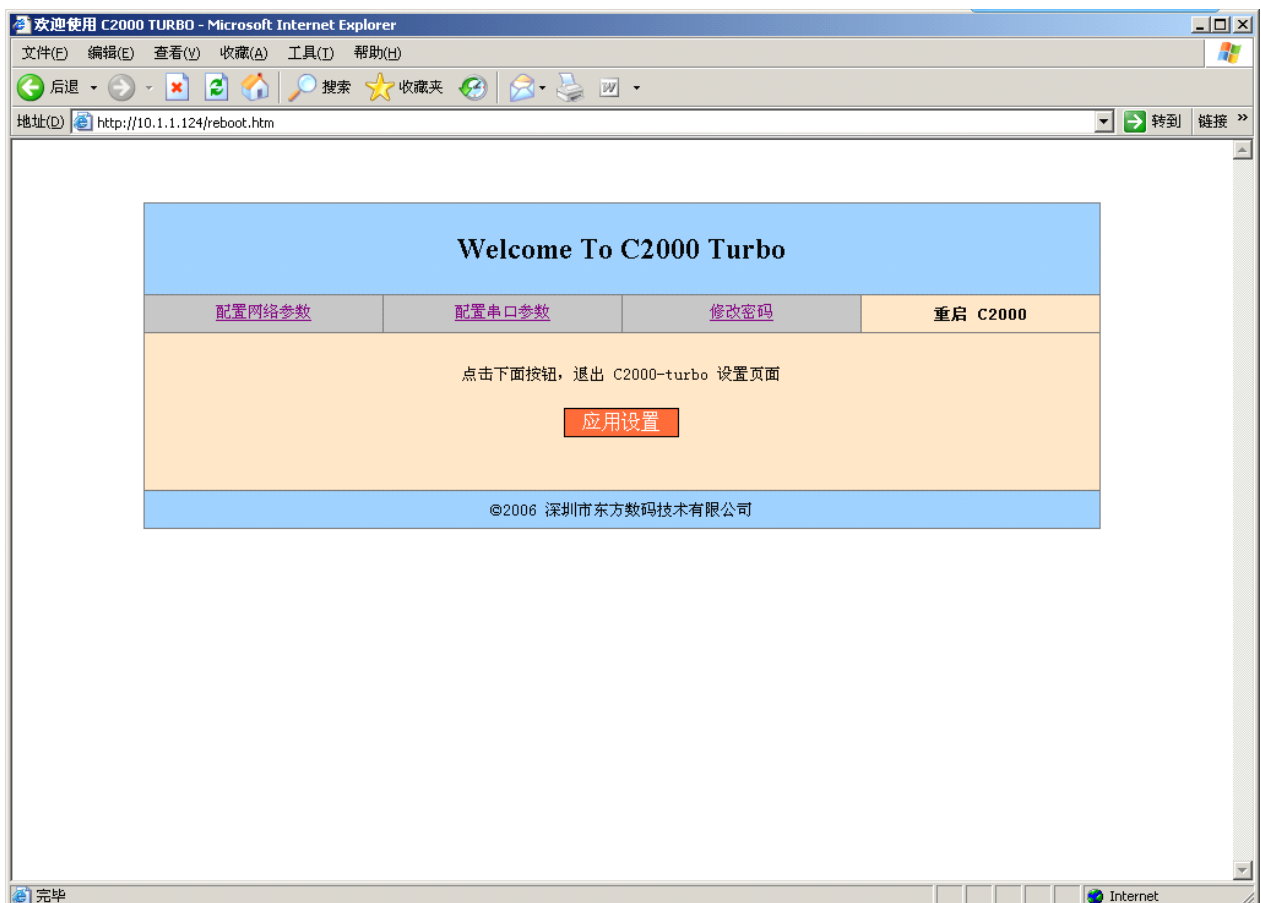 欢迎使用 C2000 TURBO - Microsoft Internet Explorer
文件(F) 编辑(E) 查看(V) 收藏(A) 工具(T) 帮助(H)
后退 搜索 收藏夹
地址(D) http://10.1.1.124/reboot.htm 转到 链接 »
Welcome To C2000 Turbo
配置网络参数 配置串口参数 修改密码 重启 C2000
点击下面按钮，退出 C2000-turbo 设置页面
应用设置
©2006 深圳市东方数码技术有限公司
完毕 Internet